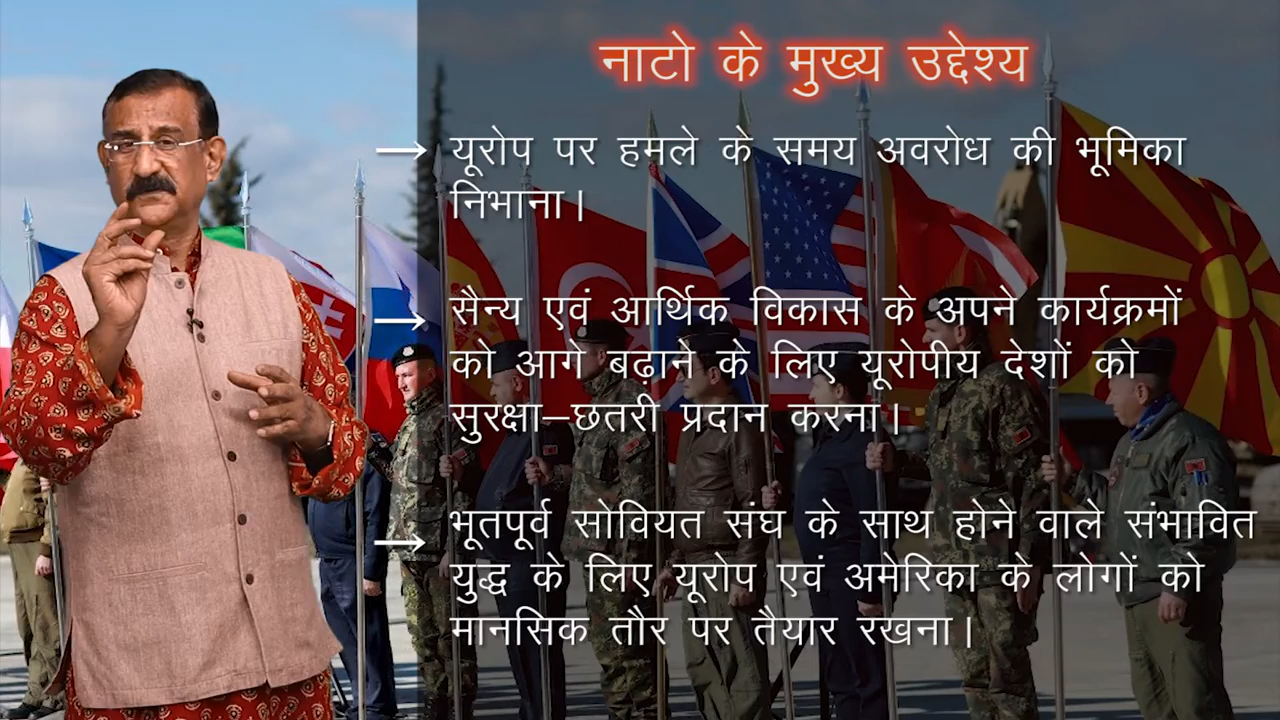 नाटो के मुख्य उद्देश्य
→ यूरोप पर हमले के समय अवरोध की भूमिका
निभाना।
→ सैन्य एवं आर्थिक विकास के अपने कार्यक्रमों
को आगे बढ़ाने के लिए यूरोपीय देशों को
सुरक्षा–छतरी प्रदान करना।
→ भूतपूर्व सोवियत संघ के साथ होने वाले संभावित
युद्ध के लिए यूरोप एवं अमेरिका के लोगों को
मानसिक तौर पर तैयार रखना।